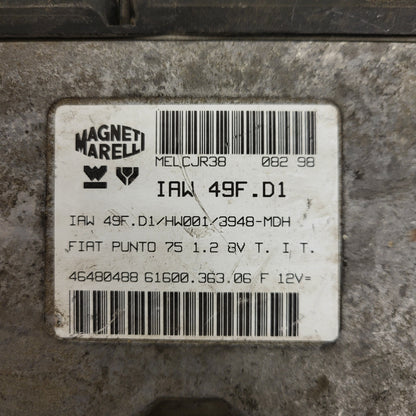 MAGNETI
MARELLI
MELCJR38 082 98
IAW 49F.D1
IAW 49F.D1/HW001/3948-MDH
FIAT PUNTO 75 1.2 8V T. I T.
46480488 61600.363.06 F 12V=